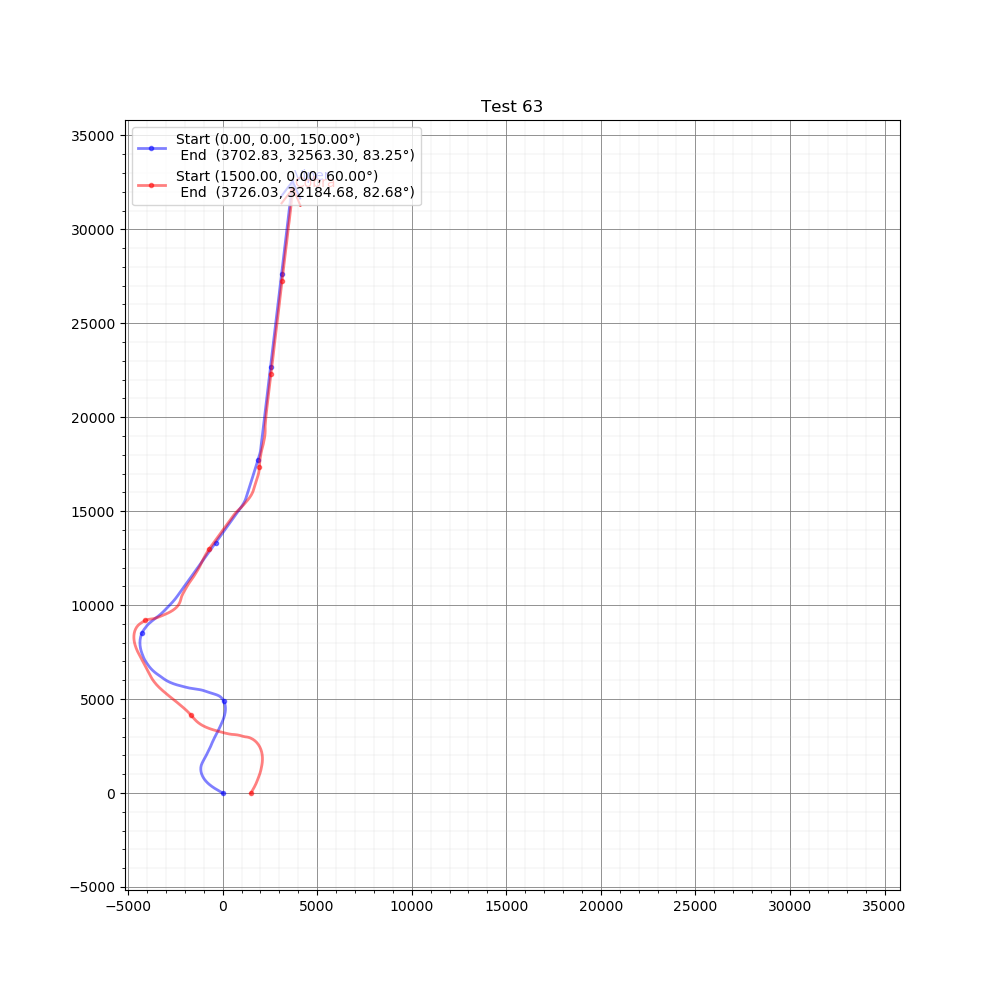 Test 63
35000
30000
25000
20000
15000
10000
5000
0
−5000
Start (0.00, 0.00, 150.00°)
End (3702.83, 32563.30, 83.25°)
Start (1500.00, 0.00, 60.00°)
End (3726.03, 32184.68, 82.68°)
−5000 0 5000 10000 15000 20000 25000 30000 35000